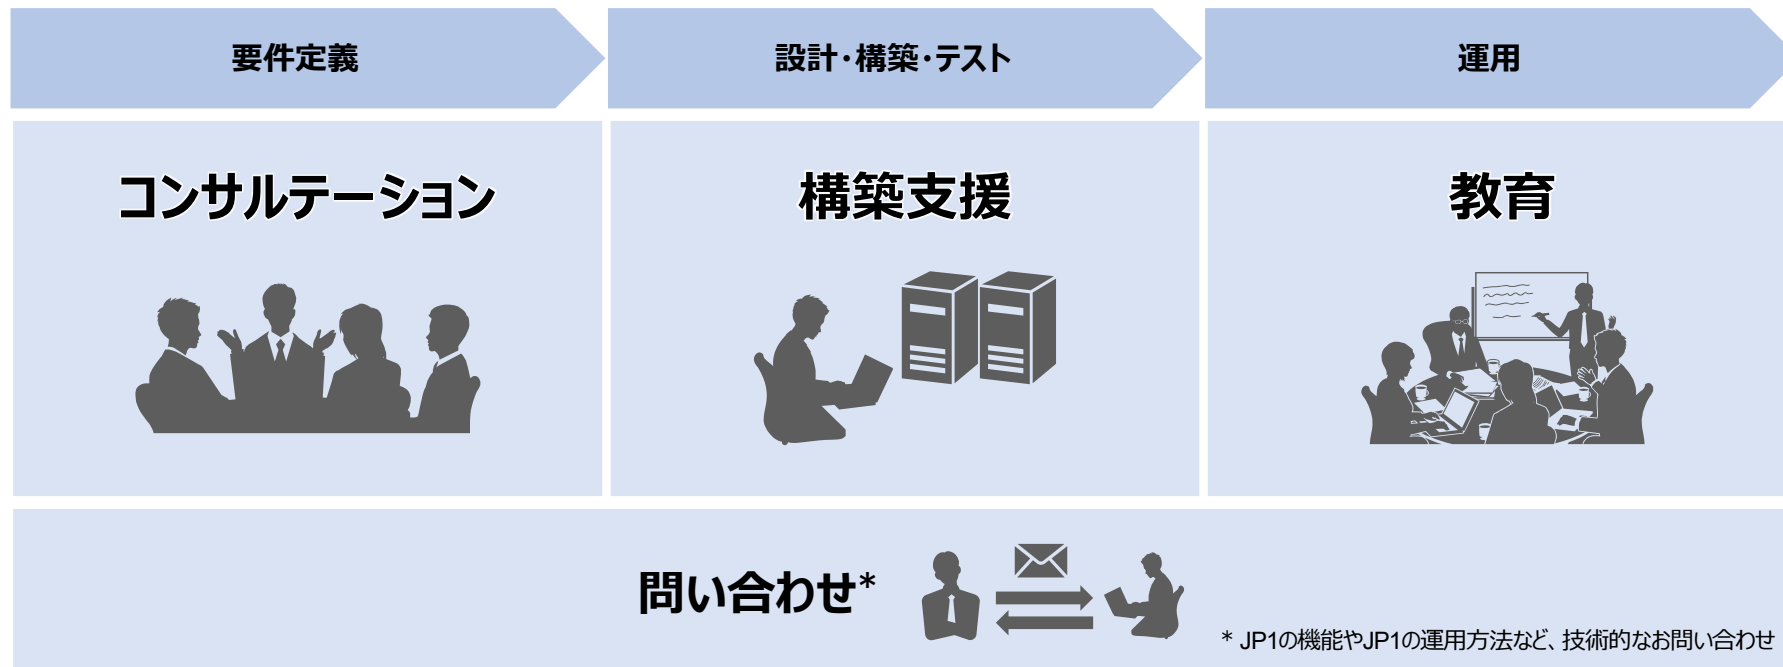 要件定義
設計・構築・テスト
運用
コンサルテーション
構築支援
教育
問い合わせ*
* JP1の機能やJP1の運用方法など、技術的なお問い合わせ